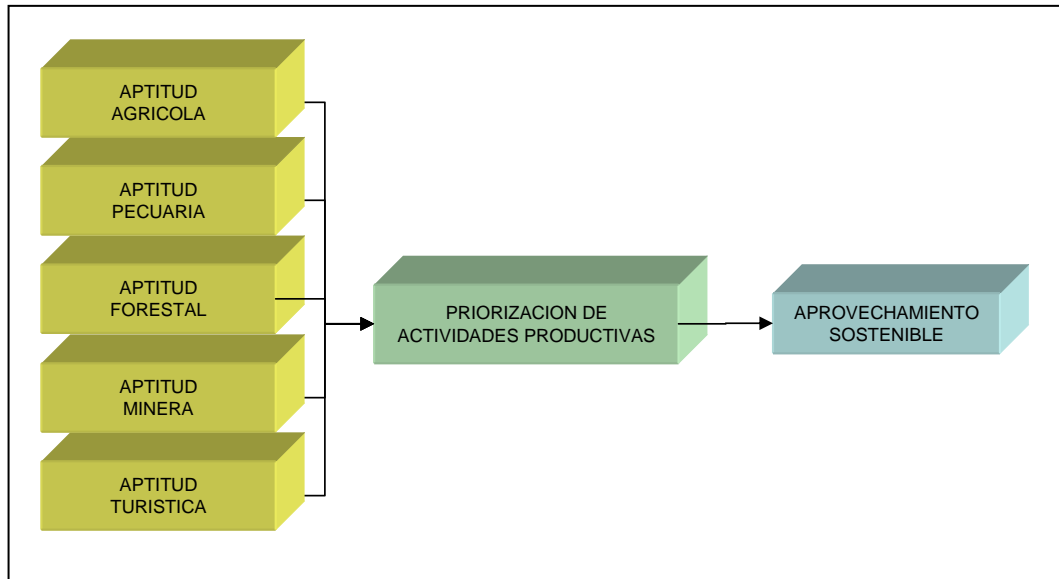 APTITUD
AGRICOLA
APTITUD
PECUARIA
APTITUD
FORESTAL
APTITUD
MINERA
APTITUD
TURISTICA
PRIORIZACION DE
ACTIVIDADES PRODUCTIVAS
APROVECHAMIENTO
SOSTENIBLE